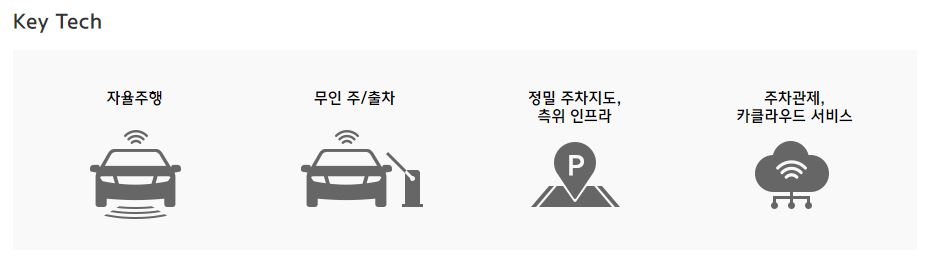 Key Tech
자율주행
무인 주/출차
정밀 주차지도,
측위 인프라
P
주차관제,
카클라우드 서비스